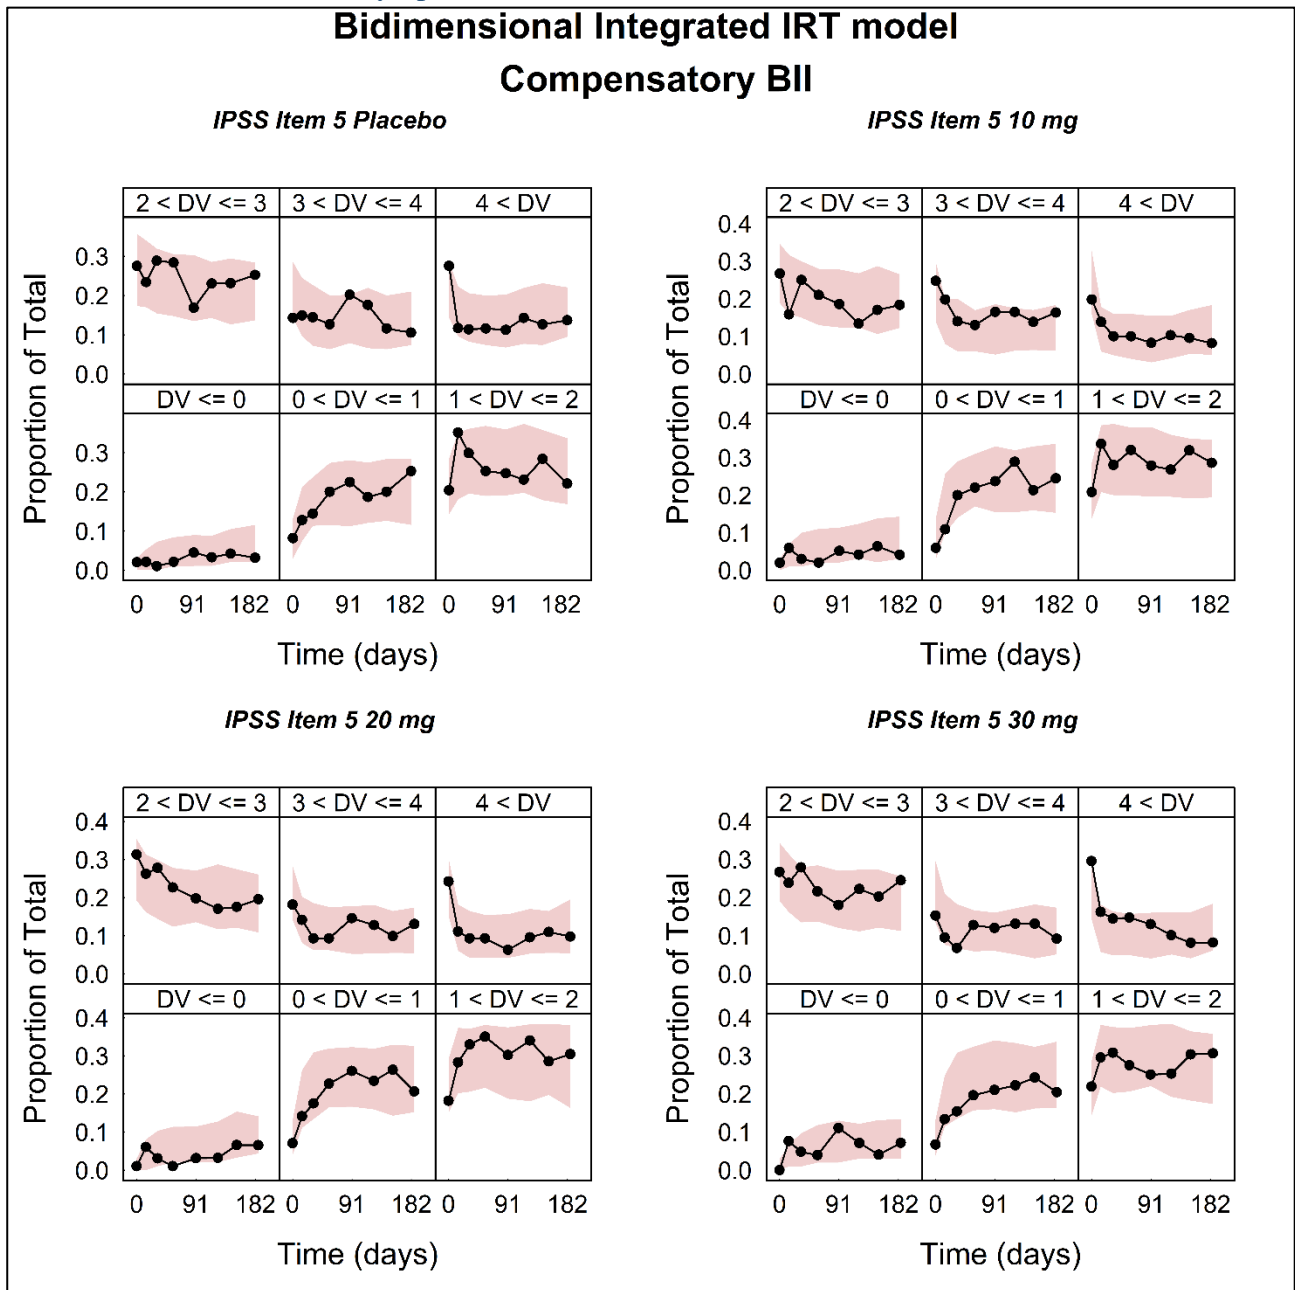 Bidimensional Integrated IRT model
Compensatory BII
IPSS Item 5 Placebo
2 < DV <= 3 3 < DV <= 4 4 < DV
0.3
0.2
0.1
0.0
DV <= 0 0 < DV <= 1 1 < DV <= 2
0.3
0.2
0.1
0.0
Proportion of Total
0 91 182 0 91 182 0 91 182
Time (days)
IPSS Item 5 10 mg
2 < DV <= 3 3 < DV <= 4 4 < DV
0.4
0.3
0.2
0.1
0.0
DV <= 0 0 < DV <= 1 1 < DV <= 2
0.4
0.3
0.2
0.1
0.0
Proportion of Total
0 91 182 0 91 182 0 91 182
Time (days)
IPSS Item 5 20 mg
2 < DV <= 3 3 < DV <= 4 4 < DV
0.4
0.3
0.2
0.1
0.0
DV <= 0 0 < DV <= 1 1 < DV <= 2
0.4
0.3
0.2
0.1
0.0
Proportion of Total
0 91 182 0 91 182 0 91 182
Time (days)
IPSS Item 5 30 mg
2 < DV <= 3 3 < DV <= 4 4 < DV
0.4
0.3
0.2
0.1
0.0
DV <= 0 0 < DV <= 1 1 < DV <= 2
0.4
0.3
0.2
0.1
0.0
Proportion of Total
0 91 182 0 91 182 0 91 182
Time (days)